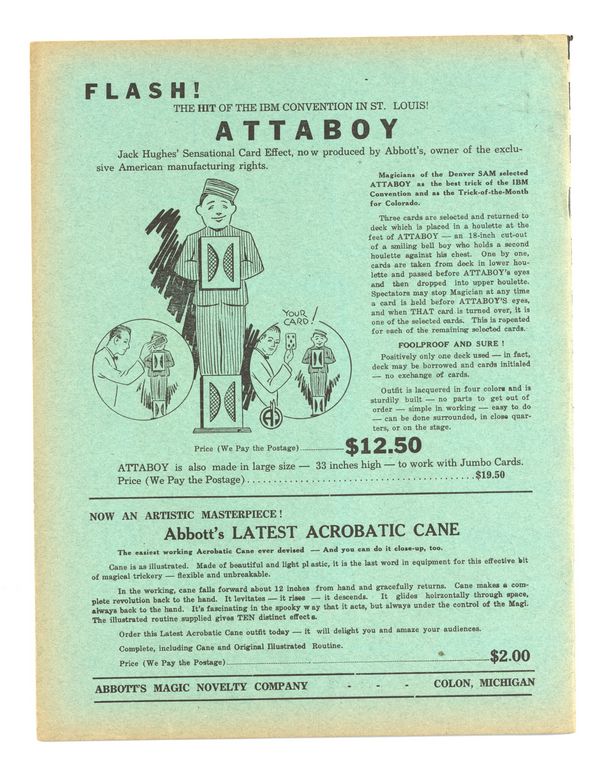 FLASH!
THE HIT OF THE IBM CONVENTION IN ST. LOUIS!
ATTABOY
Jack Hughes' Sensational Card Effect, now produced by Abbott's, owner of the exclu-
sive American manufacturing rights.
Magicians of the Denver SAM selected
ATTABOY as the best trick of the IBM
Convention and as the Trick-of-the-Month
for Colorado.
Three cards are selected and returned to
deck which is placed in a houlette at the
feet of ATTABOY — an 18-inch cut-out
of a smiling bell boy who holds a second
houlette against his chest. One by one,
cards are taken from deck in lower hou-
lette and passed before ATTABOY's eyes
and then dropped into upper houlette.
Spectators may stop Magician at any time
a card is held before ATTABOY'S eyes,
and when THAT card is turned over, it is
one of the selected cards. This is repeated
for each of the remaining selected cards.
FOOLPROOF AND SURE !
Positively only one deck used — in fact,
deck may be borrowed and cards initialed
— no exchange of cards.
Outfit is lacquered in four colors and is
sturdily built — no parts to get out of
order — simple in working — easy to do
— can be done surrounded, in close quar-
ters, or on the stage.
YOUR
CARD!
Price (We Pay the Postage)..............$12.50
ATTABOY is also made in large size — 33 inches high — to work with Jumbo Cards.
Price (We Pay the Postage)............................................$19.50
NOW AN ARTISTIC MASTERPIECE !
Abbott's LATEST ACROBATIC CANE
The easiest working Acrobatic Cane ever devised — And you can do it close-up, too.
Cane is as illustrated. Made of beautiful and light plastic, it is the last word in equipment for this effective bit
of magical trickery — flexible and unbreakable.
In the working, cane falls forward about 12 inches from hand and gracefully returns. Cane makes a com-
plete revolution back to the hand. It levitates — it rises — it descends. It glides hoirzontally through space,
always back to the hand. It's fascinating in the spooky way that it acts, but always under the control of the Magi.
The illustrated routine supplied gives TEN distinct effects.
Order this Latest Acrobatic Cane outfit today — it will delight you and amaze your audiences.
Complete, including Cane and Original Illustrated Routine.
Price (We Pay the Postage)............................................$2.00
ABBOTT'S MAGIC NOVELTY COMPANY - - - COLON, MICHIGAN